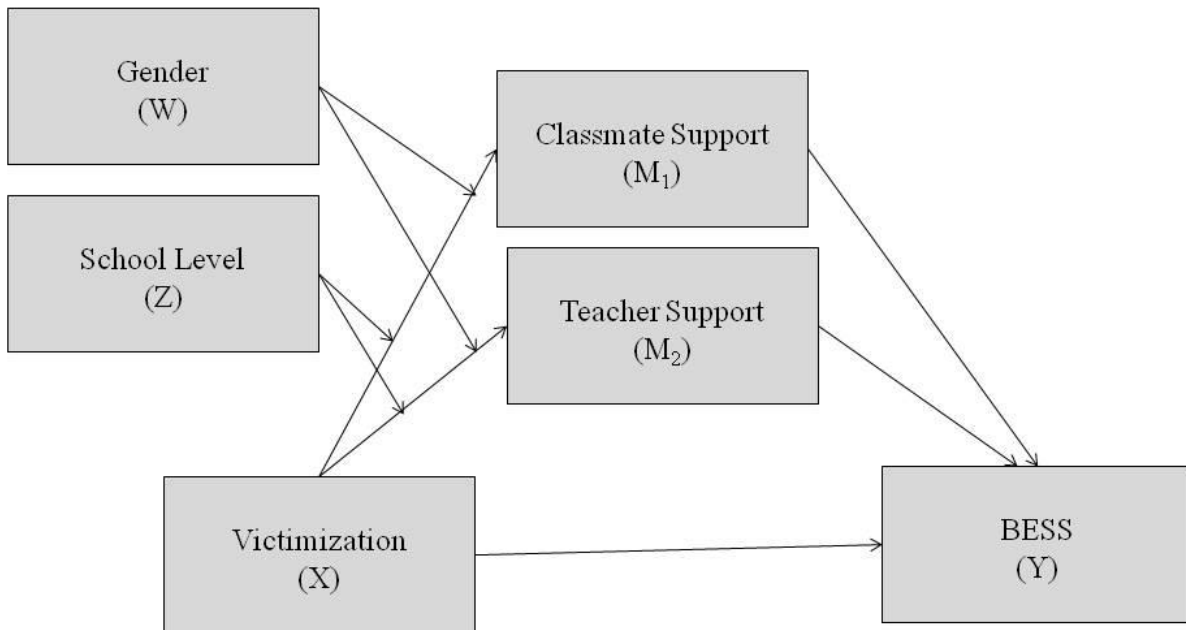 Gender
(W)
Classmate Support
(M₁)
School Level
(Z)
Teacher Support
(M₂)
Victimization
(X)
BESS
(Y)